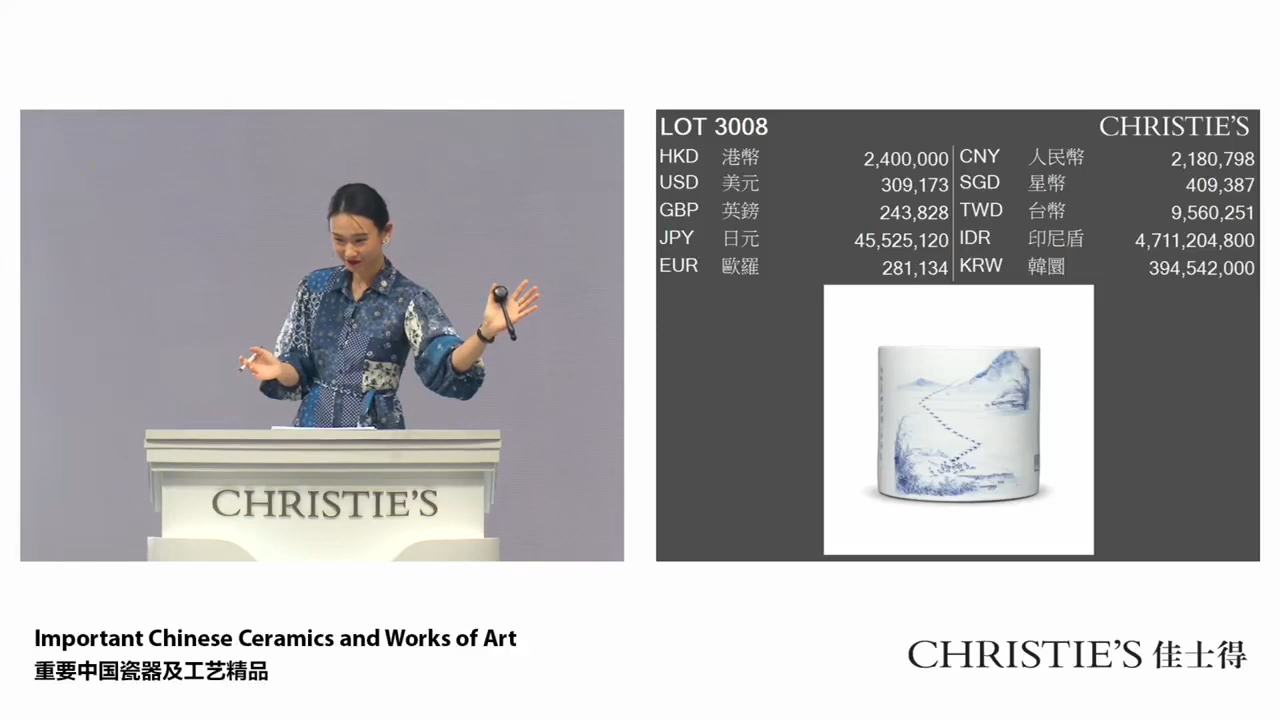 CHRISTIE'S
LOT 3008
CHRISTIE'S
HKD 港幣 2,400,000 CNY 人民幣 2,180,798
USD 美元 309,173 SGD 星幣 409,387
GBP 英鎊 243,828 TWD 台幣 9,560,251
JPY 日元 45,525,120 IDR 印尼盾 4,711,204,800
EUR 歐羅 281,134 KRW 韓圜 394,542,000
Important Chinese Ceramics and Works of Art
重要中国瓷器及工艺精品
CHRISTIE'S 佳士得